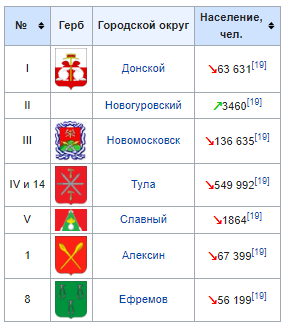 № Герб Городской округ Население, чел.
I Донской ↘63 631[19]
II Новогуровский ↗3460[19]
III Новомосковск ↘136 635[19]
IV и 14 Тула ↘549 992[19]
V Славный ↘1864[19]
1 Алексин ↘67 399[19]
8 Ефремов ↘56 199[19]